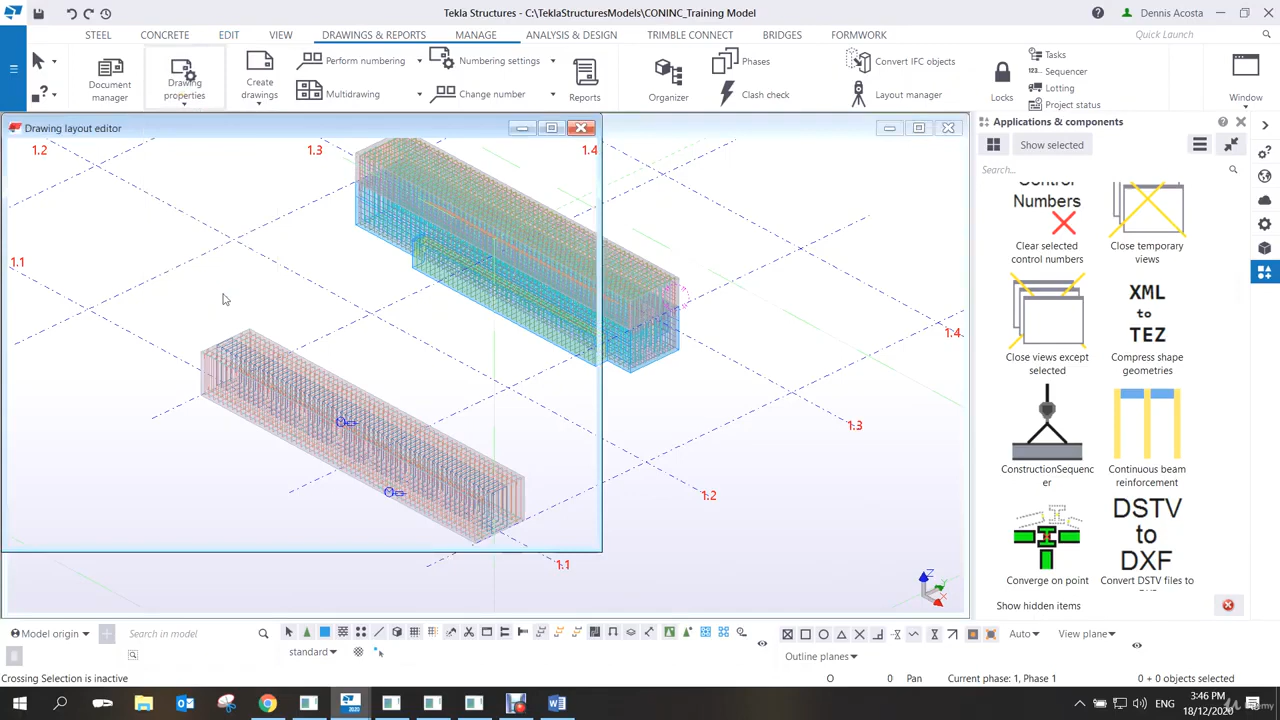 Tekla Structures - C:\TeklaStructuresModels\CONINC_Training Model
Dennis Acosta
STEEL CONCRETE EDIT VIEW DRAWINGS & REPORTS MANAGE ANALYSIS & DESIGN TRIMBLE CONNECT BRIDGES FORMWORK
Quick Launch
Document manager
Drawing properties
Create drawings
Perform numbering
Multidrawing
Numbering settings
Change number
Reports
Organizer
Phases
Clash check
Convert IFC objects
Layout manager
Locks
Tasks
Sequencer
Lotting
Project status
Window
Drawing layout editor
Applications & components
Show selected
Search...
1.2
1.3
1.4
1.1
1.4
1.3
1.2
1.1
Z
Y
Numbers
Clear selected control numbers
Close temporary views
Close views except selected
XML
to
TEZ
Compress shape geometries
ConstructionSequenc
er
Continuous beam reinforcement
Converge on point
DSTV
to
DXF
Convert DSTV files to
Show hidden items
Model origin
Search in model
standard
Auto
View plane
Outline planes
Crossing Selection is inactive
O
0
Pan
Current phase: 1, Phase 1
0 + 0 objects selected
2020
ENG
3:46 PM
18/12/2020